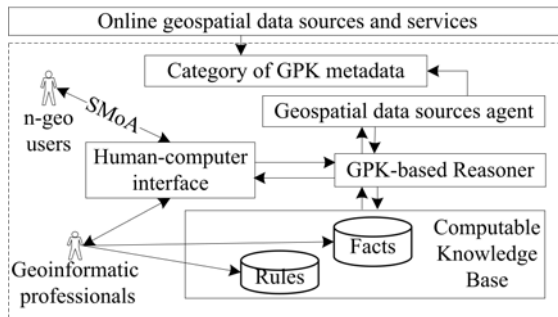 Online geospatial data sources and services
Category of GPK metadata
Geospatial data sources agent
SMoA
n-geo
users
Human-computer
interface
GPK-based Reasoner
Facts
Rules
Computable
Knowledge
Base
Geoinformatic
professionals